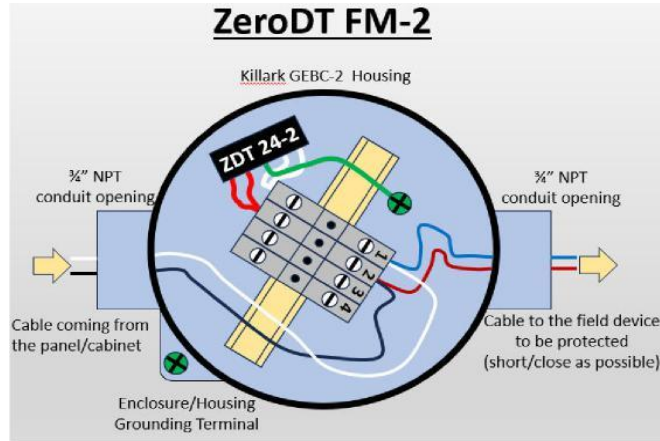 ZeroDT FM-2
Killark GEBC-2 Housing
ZDT 24-2
¾” NPT
conduit opening
¾” NPT
conduit opening
1
2
3
4
Cable coming from
the panel/cabinet
Cable to the field device
to be protected
(short/close as possible)
Enclosure/Housing
Grounding Terminal